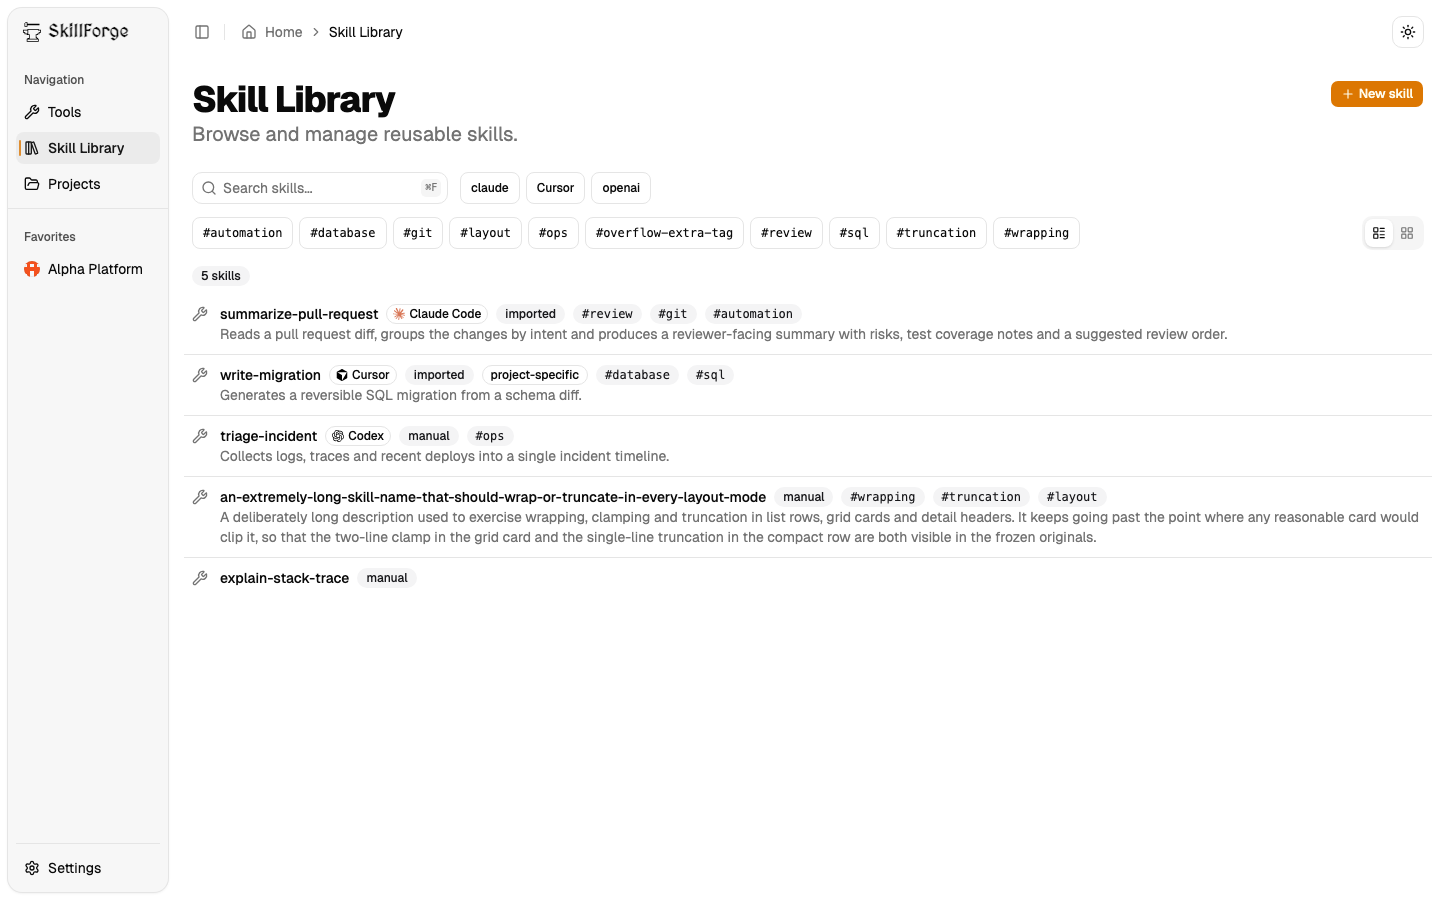 SkillForge
Home > Skill Library
Navigation
Tools
Skill Library
Projects
Favorites
Alpha Platform
Settings
Skill Library
+ New skill
Browse and manage reusable skills.
Search skills... ⌘F claude Cursor openai
#automation #database #git #layout #ops #overflow-extra-tag #review #sql #truncation #wrapping
5 skills
summarize-pull-request Claude Code imported #review #git #automation
Reads a pull request diff, groups the changes by intent and produces a reviewer-facing summary with risks, test coverage notes and a suggested review order.
write-migration Cursor imported project-specific #database #sql
Generates a reversible SQL migration from a schema diff.
triage-incident Codex manual #ops
Collects logs, traces and recent deploys into a single incident timeline.
an-extremely-long-skill-name-that-should-wrap-or-truncate-in-every-layout-mode manual #wrapping #truncation #layout
A deliberately long description used to exercise wrapping, clamping and truncation in list rows, grid cards and detail headers. It keeps going past the point where any reasonable card would
clip it, so that the two-line clamp in the grid card and the single-line truncation in the compact row are both visible in the frozen originals.
explain-stack-trace manual